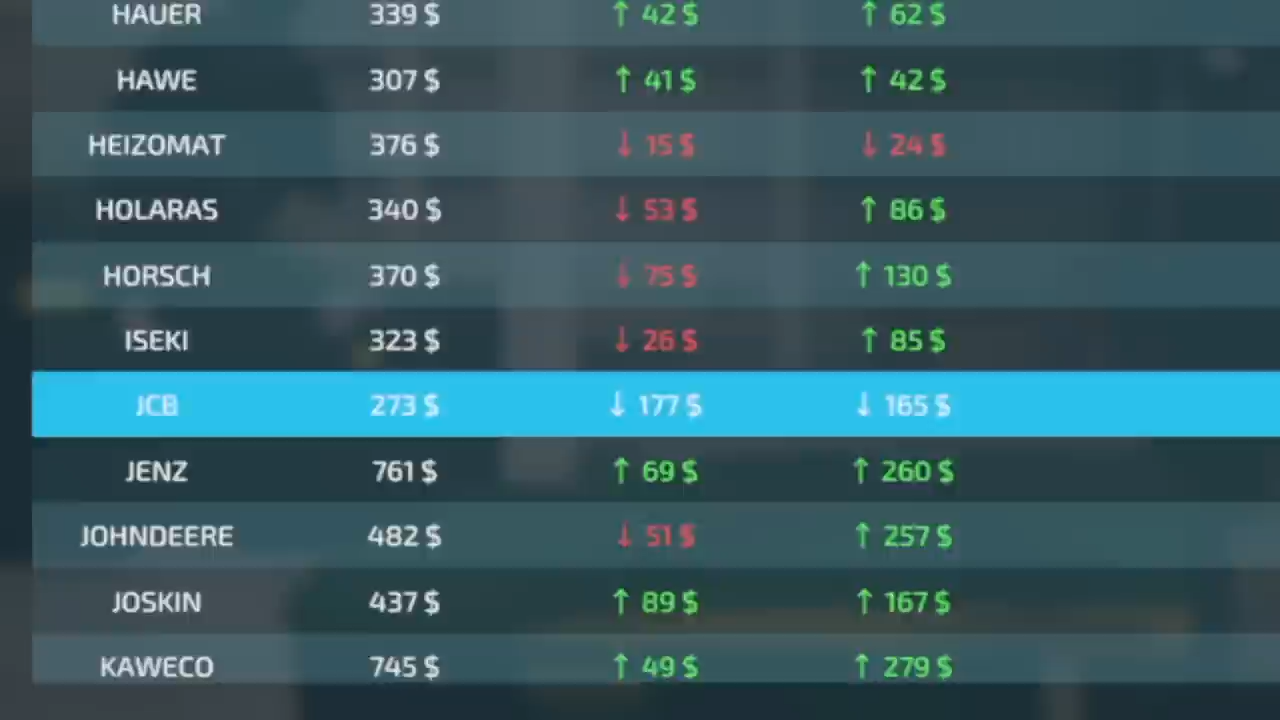 HAUER 339 $ ↑ 42 $ ↑ 62 $
HAWE 307 $ ↑ 41 $ ↑ 42 $
HEIZOMAT 376 $ ↓ 15 $ ↓ 24 $
HOLARAS 340 $ ↓ 53 $ ↑ 86 $
HORSCH 370 $ ↓ 75 $ ↑ 130 $
ISEKI 323 $ ↓ 26 $ ↑ 85 $
JCB 273 $ ↓ 177 $ ↓ 165 $
JENZ 761 $ ↑ 69 $ ↑ 260 $
JOHNDEERE 482 $ ↓ 51 $ ↑ 257 $
JOSKIN 437 $ ↑ 89 $ ↑ 167 $
KAWECO 745 $ ↑ 49 $ ↑ 279 $